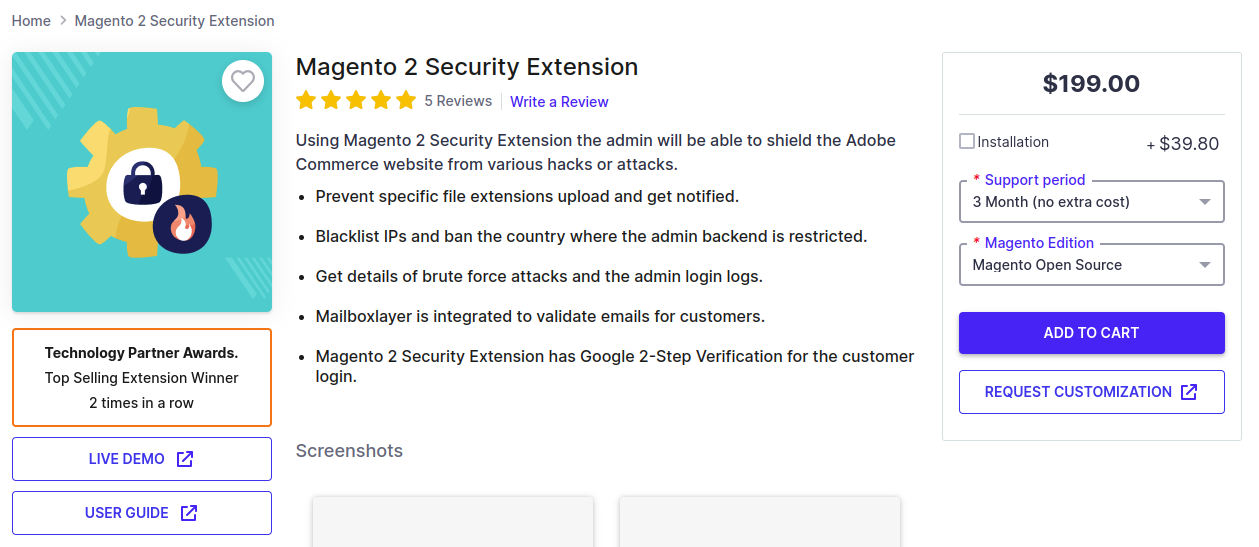 Home > Magento 2 Security Extension
Magento 2 Security Extension
5 Reviews
Write a Review
Using Magento 2 Security Extension the admin will be able to shield the Adobe
Commerce website from various hacks or attacks.
• Prevent specific file extensions upload and get notified.
• Blacklist IPs and ban the country where the admin backend is restricted.
• Get details of brute force attacks and the admin login logs.
• Mailboxlayer is integrated to validate emails for customers.
• Magento 2 Security Extension has Google 2-Step Verification for the customer
login.
Technology Partner Awards.
Top Selling Extension Winner
2 times in a row
LIVE DEMO
USER GUIDE
Screenshots
$199.00
Installation + $39.80
* Support period
3 Month (no extra cost)
* Magento Edition
Magento Open Source
ADD TO CART
REQUEST CUSTOMIZATION